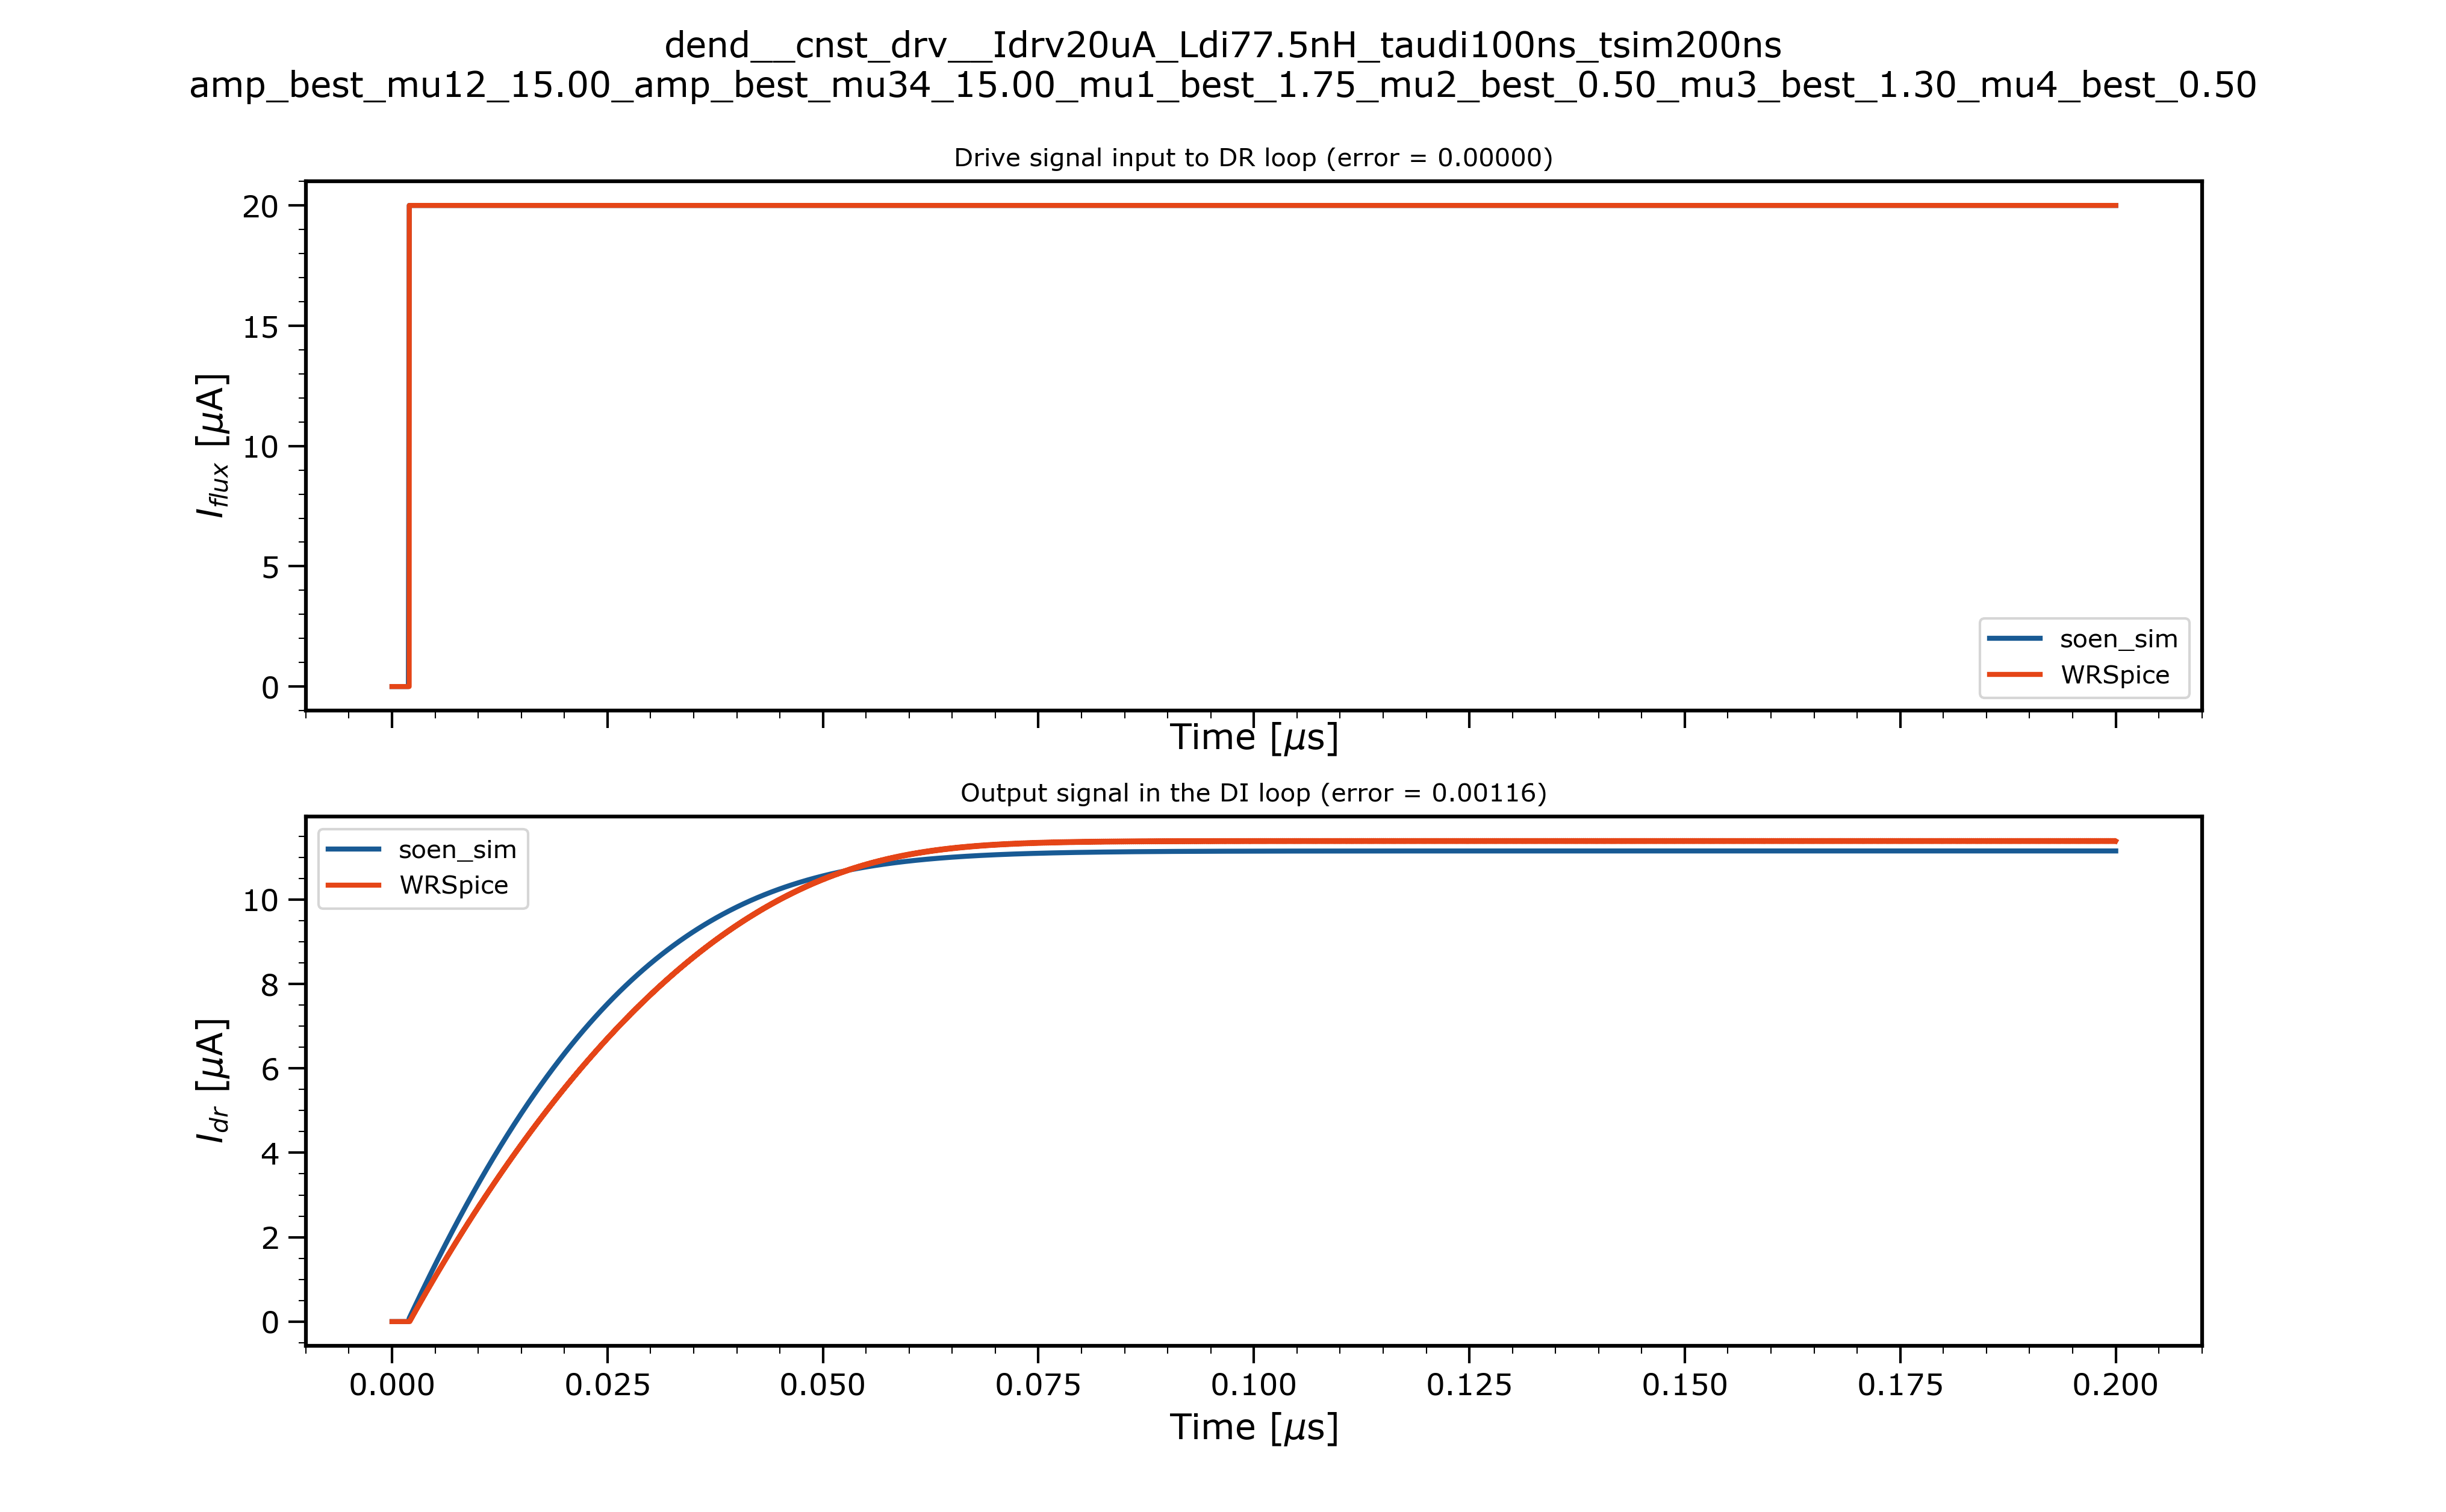 dend__cnst_drv__Idrv20uA_Ldi77.5nH_taudi100ns_tsim200ns
amp_best_mu12_15.00_amp_best_mu34_15.00_mu1_best_1.75_mu2_best_0.50_mu3_best_1.30_mu4_best_0.50
Drive signal input to DR loop (error = 0.00000)
20
15
10
5
0
I_flux [μA]
soen_sim
WRSpice
Time [μs]
Output signal in the DI loop (error = 0.00116)
soen_sim
WRSpice
10
8
6
4
2
0
I_dr [μA]
0.000 0.025 0.050 0.075 0.100 0.125 0.150 0.175 0.200
Time [μs]